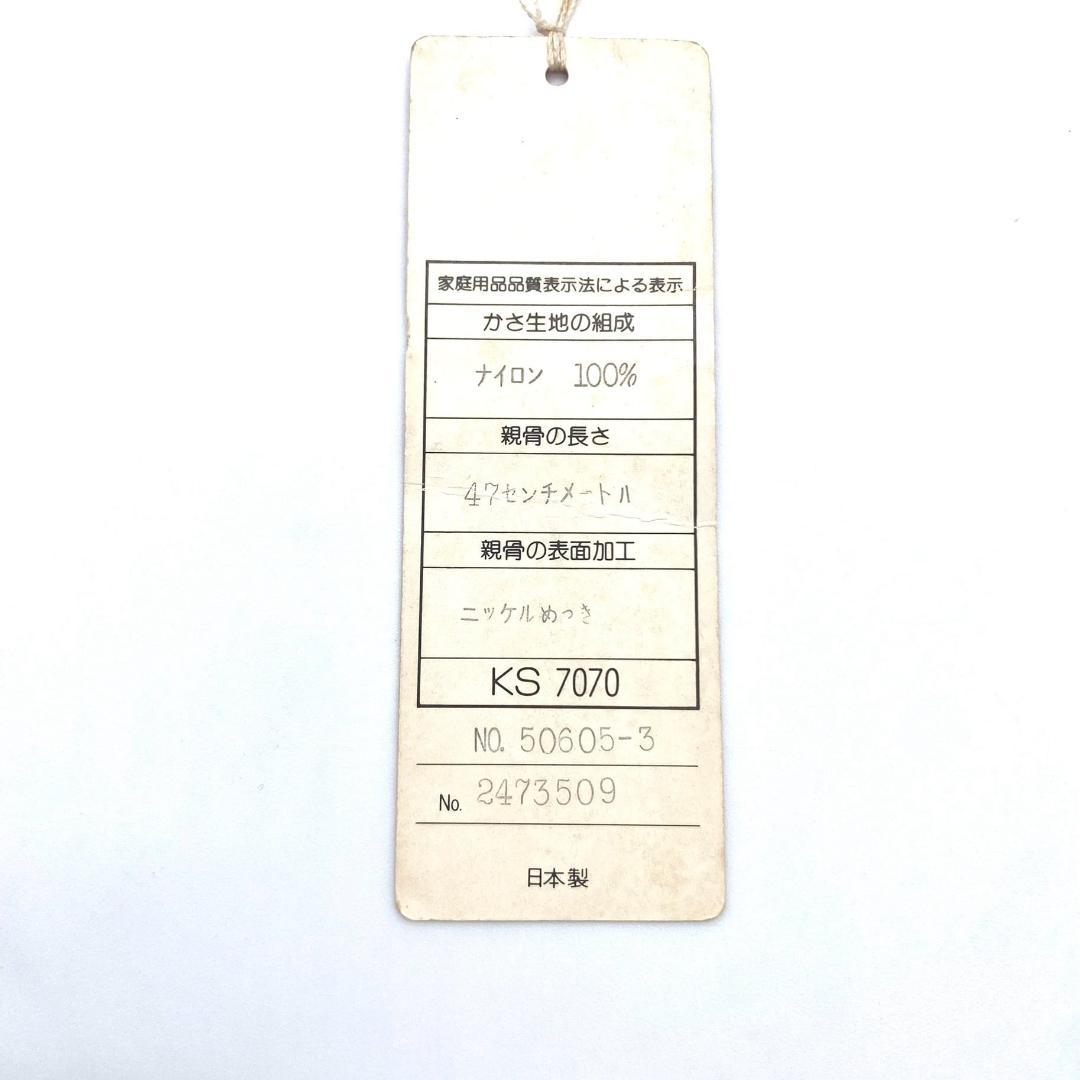 家庭用品品質表示法による表示
かさ生地の組成
ナイロン 100%
親骨の長さ
47センチメートル
親骨の表面加工
ニッケルめっき
KS 7070
NO. 50605-3
No. 2473509
日本製